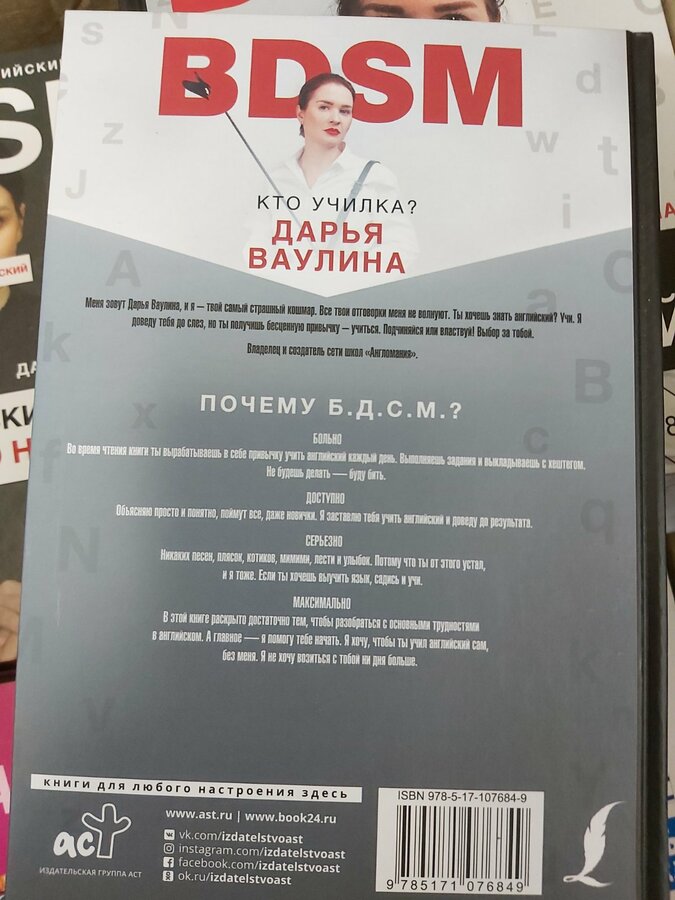 BDSM
КТО УЧИЛКА?
ДАРЬЯ
ВАУЛИНА
Меня зовут Дарья Ваулина, и я — твой самый страшный кошмар. Все твои отговорки меня не волнуют. Ты хочешь знать английский? Учи. Я
доведу тебя до слез, но ты получишь бесценную привычку — учиться. Подчиняйся или властвуй! Выбор за тобой.
Владелец и создатель сети школ «Англомания».
ПОЧЕМУ Б.Д.С.М.?
БОЛЬНО
Во время чтения книги ты вырабатываешь в себе привычку учить английский каждый день. Выполняешь задания и выкладываешь с хештегом.
Не будешь делать — буду бить.
ДОСТУПНО
Объясняю просто и понятно, поймут все, даже новички. Я заставлю тебя учить английский и доведу до результата.
СЕРЬЕЗНО
Никаких песен, плясок, котиков, мимими, лести и улыбок. Потому что ты от этого устал,
и я тоже. Если ты хочешь выучить язык, садись и учи.
МАКСИМАЛЬНО
В этой книге раскрыто достаточно тем, чтобы разобраться с основными трудностями
в английском. А главное — я помогу тебе начать. Я хочу, чтобы ты учил английский сам,
без меня. Я не хочу возиться с тобой ни дня больше.
книги для любого настроения здесь
аст
ИЗДАТЕЛЬСКАЯ ГРУППА АСТ
www.ast.ru | www.book24.ru
vk.com/izdatelstvoast
instagram.com/izdatelstvoast
facebook.com/izdatelstvoast
ok.ru/izdatelstvoast
ISBN 978-5-17-107684-9
9 785171 076849